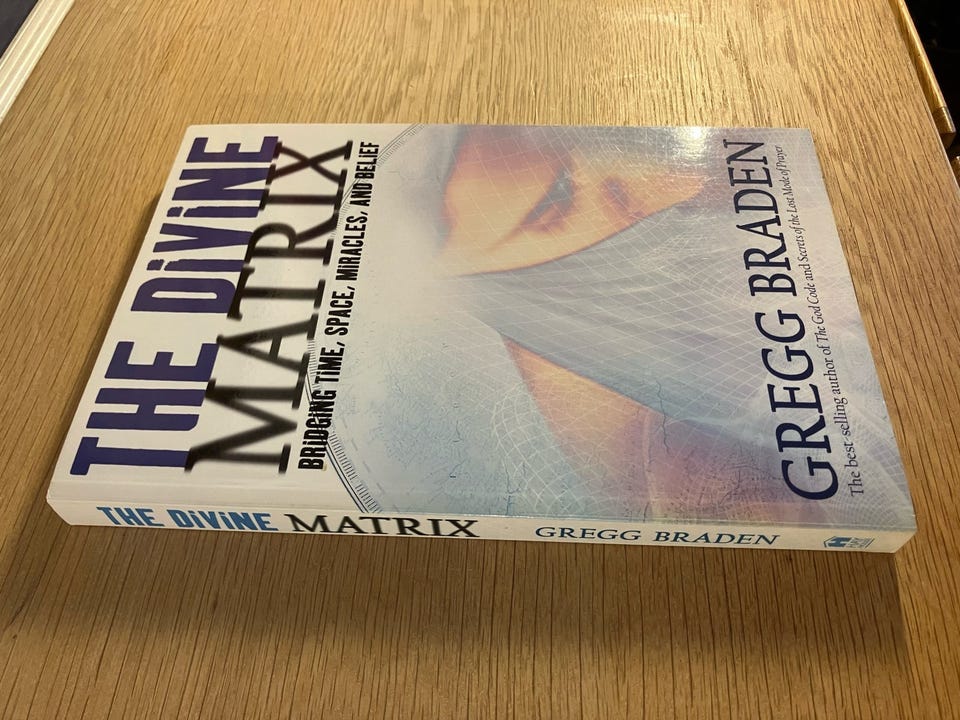 THE DiViNE
MATRIX
BRiDGiNG TiME, SPACE, MiRACLES, AND BELiEF
GREGG BRADEN
The best-selling author of The God Code and Secrets of the Lost Mode of Prayer
THE DiViNE MATRIX GREGG BRADEN